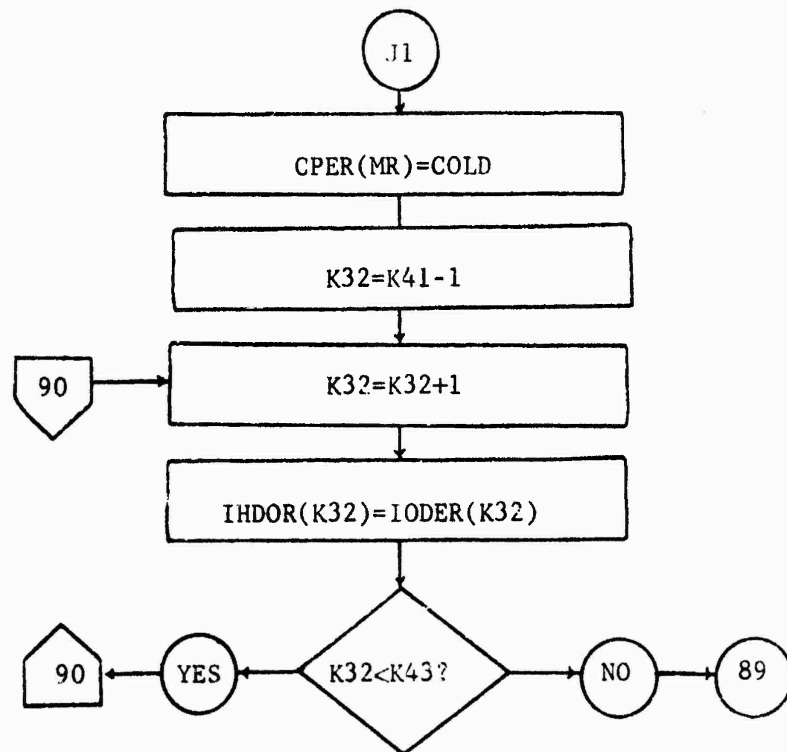 J1
CPER(MR)=COLD
K32=K41-1
90
K32=K32+1
IHDOR(K32)=IODER(K32)
90
YES
K32<K43?
NO
89